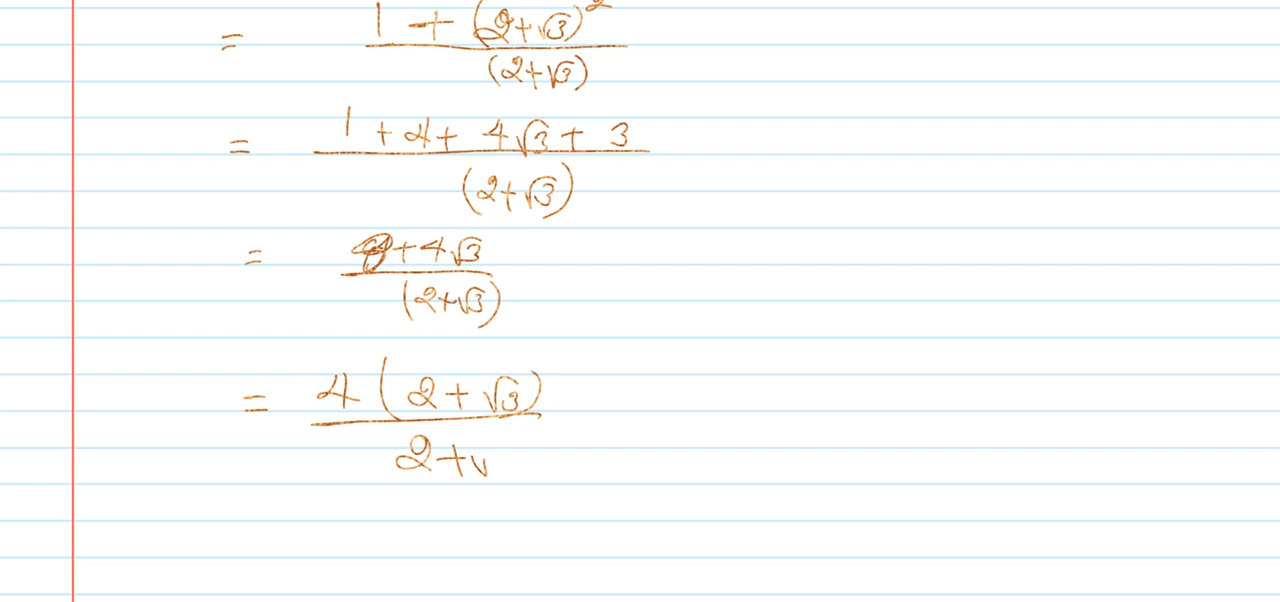 = 1 + (2+√3)² / (2+√3)
= 1 + 4 + 4√3 + 3 / (2+√3)
= 8 + 4√3 / (2+√3)
= 4 ( 2 + √3) / 2 + √